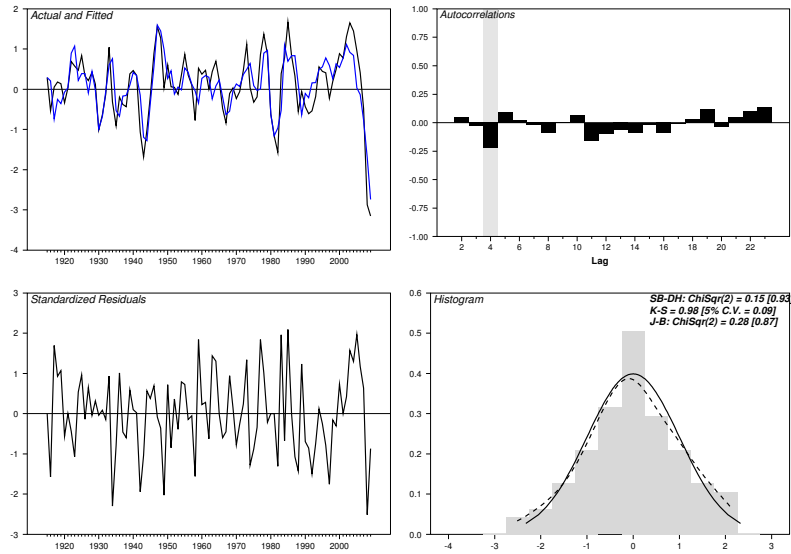 Actual and Fitted
2
1
0
-1
-2
-3
-4
1920 1930 1940 1950 1960 1970 1980 1990 2000
Autocorrelations
1.00
0.75
0.50
0.25
0.00
-0.25
-0.50
-0.75
-1.00
2 4 6 8 10 12 14 16 18 20 22
Lag
Standardized Residuals
3
2
1
0
-1
-2
-3
1920 1930 1940 1950 1960 1970 1980 1990 2000
Histogram
SB-DH: ChiSqr(2) = 0.15 [0.93
K-S = 0.98 [5% C.V. = 0.09]
J-B: ChiSqr(2) = 0.28 [0.87]
0.6
0.5
0.4
0.3
0.2
0.1
0.0
-4 -3 -2 -1 0 1 2 3